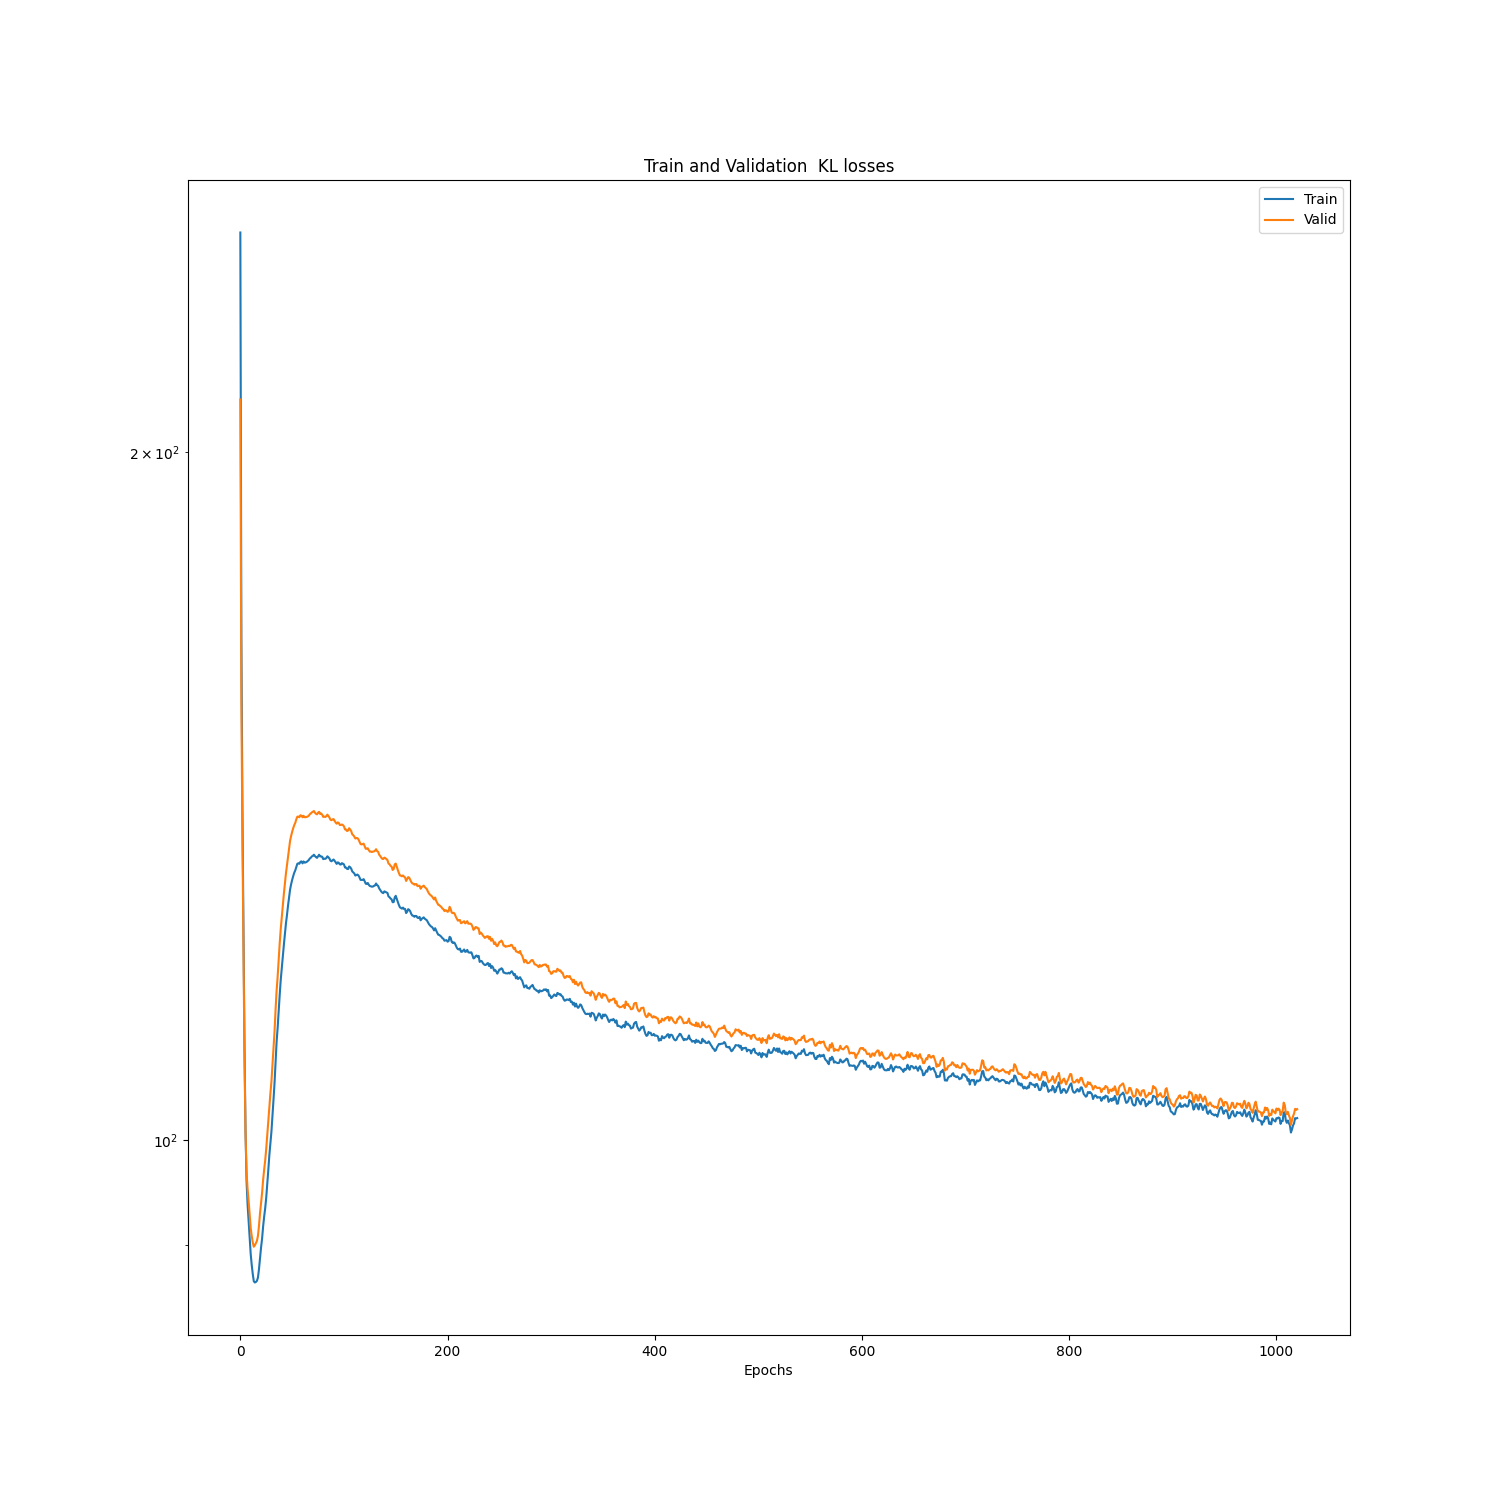 Train and Validation  KL losses
Train
Valid
2 × 10²
10²
0 200 400 600 800 1000
Epochs